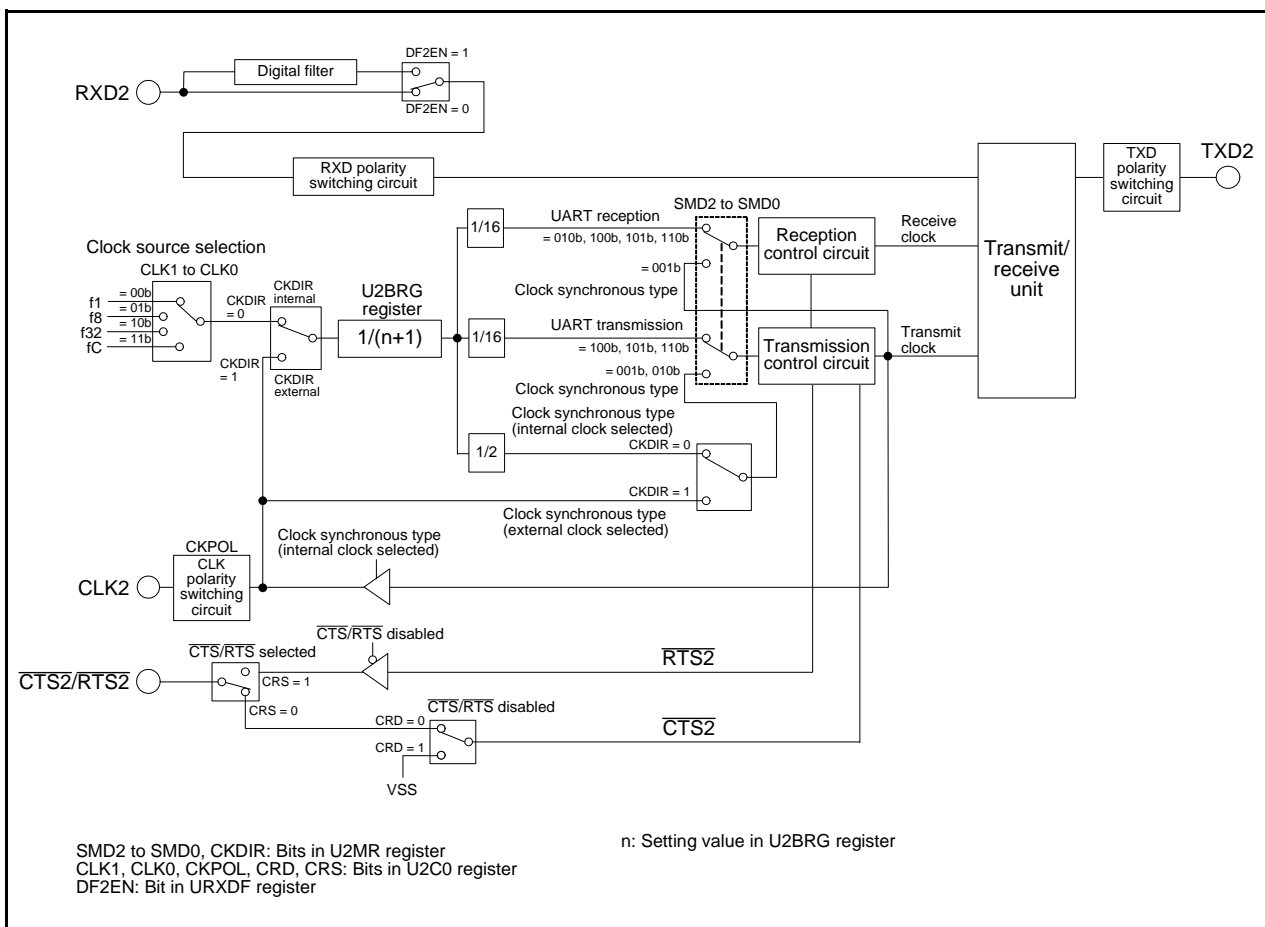 DF2EN = 1
Digital filter
RXD2
DF2EN = 0
RXD polarity
switching circuit
TXD
polarity
switching
circuit
TXD2
Clock source selection
CLK1 to CLK0
= 00b
f1
= 01b
f8
= 10b
f32
= 11b
fC
CKDIR
= 0
CKDIR
= 1
CKDIR
internal
CKDIR
external
U2BRG
register
1/(n+1)
1/16
UART reception
= 010b, 100b, 101b, 110b
SMD2 to SMD0
= 001b
Clock synchronous type
Reception
control circuit
Receive
clock
Transmit/
receive
unit
1/16
UART transmission
= 100b, 101b, 110b
= 001b, 010b
Clock synchronous type
Transmission
control circuit
Transmit
clock
Clock synchronous type
(internal clock selected)
1/2
CKDIR = 0
CKDIR = 1
Clock synchronous type
(external clock selected)
Clock synchronous type
(internal clock selected)
CKPOL
CLK
polarity
switching
circuit
CLK2
CTS/RTS disabled
CTS/RTS selected
RTS2
CTS2/RTS2
CRS = 1
CRS = 0
CTS/RTS disabled
CRD = 0
CTS2
CRD = 1
VSS
SMD2 to SMD0, CKDIR: Bits in U2MR register
CLK1, CLK0, CKPOL, CRD, CRS: Bits in U2C0 register
DF2EN: Bit in URXDF register
n: Setting value in U2BRG register